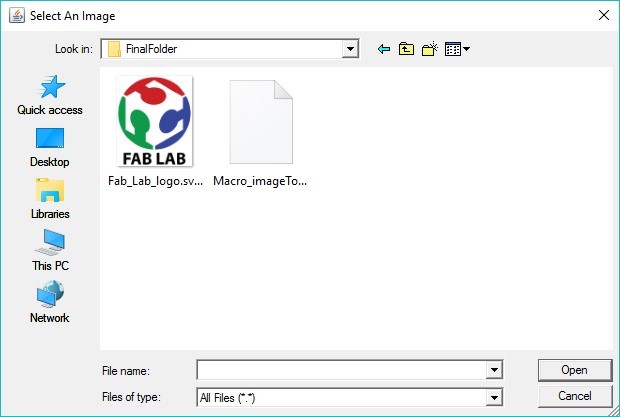 Select An Image
Look in:
FinalFolder
Quick access
Desktop
Libraries
This PC
Network
FAB LAB
Fab_Lab_logo.sv...
Macro_imageTo...
File name:
Open
Files of type:
All Files (*.*)
Cancel